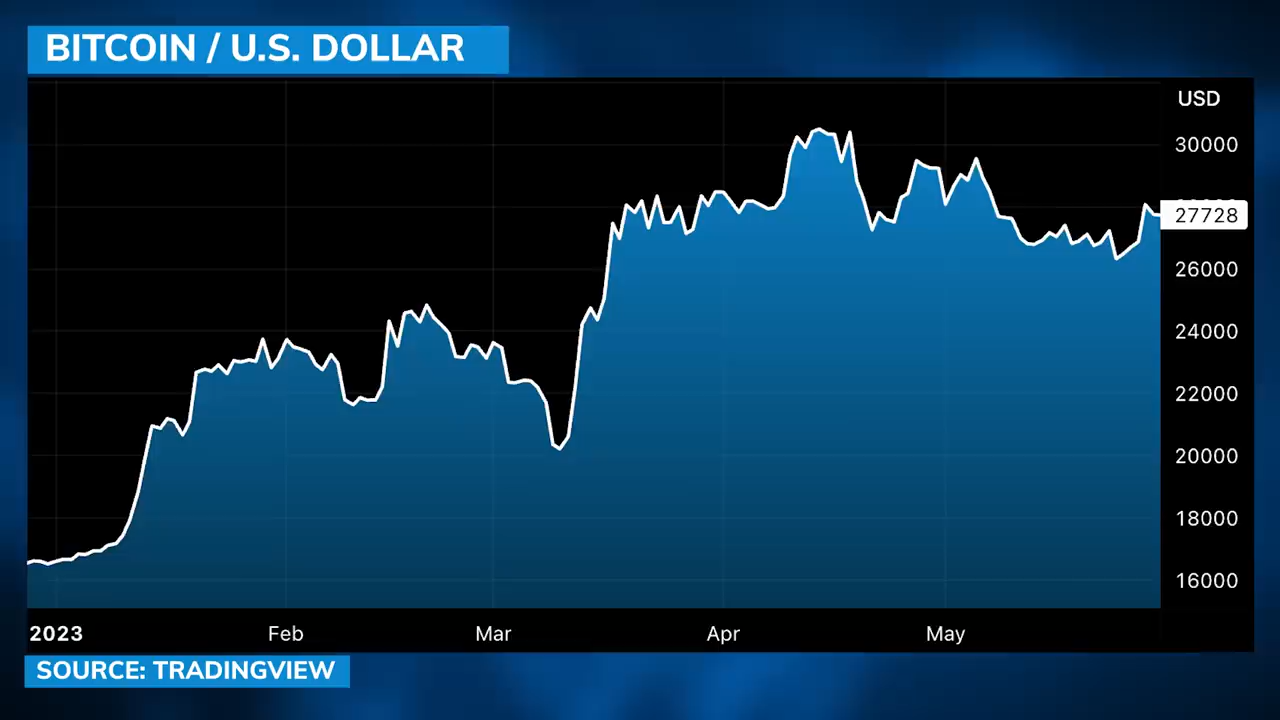 BITCOIN / U.S. DOLLAR
USD
30000
27728
26000
24000
22000
20000
18000
16000
2023 Feb Mar Apr May
SOURCE: TRADINGVIEW